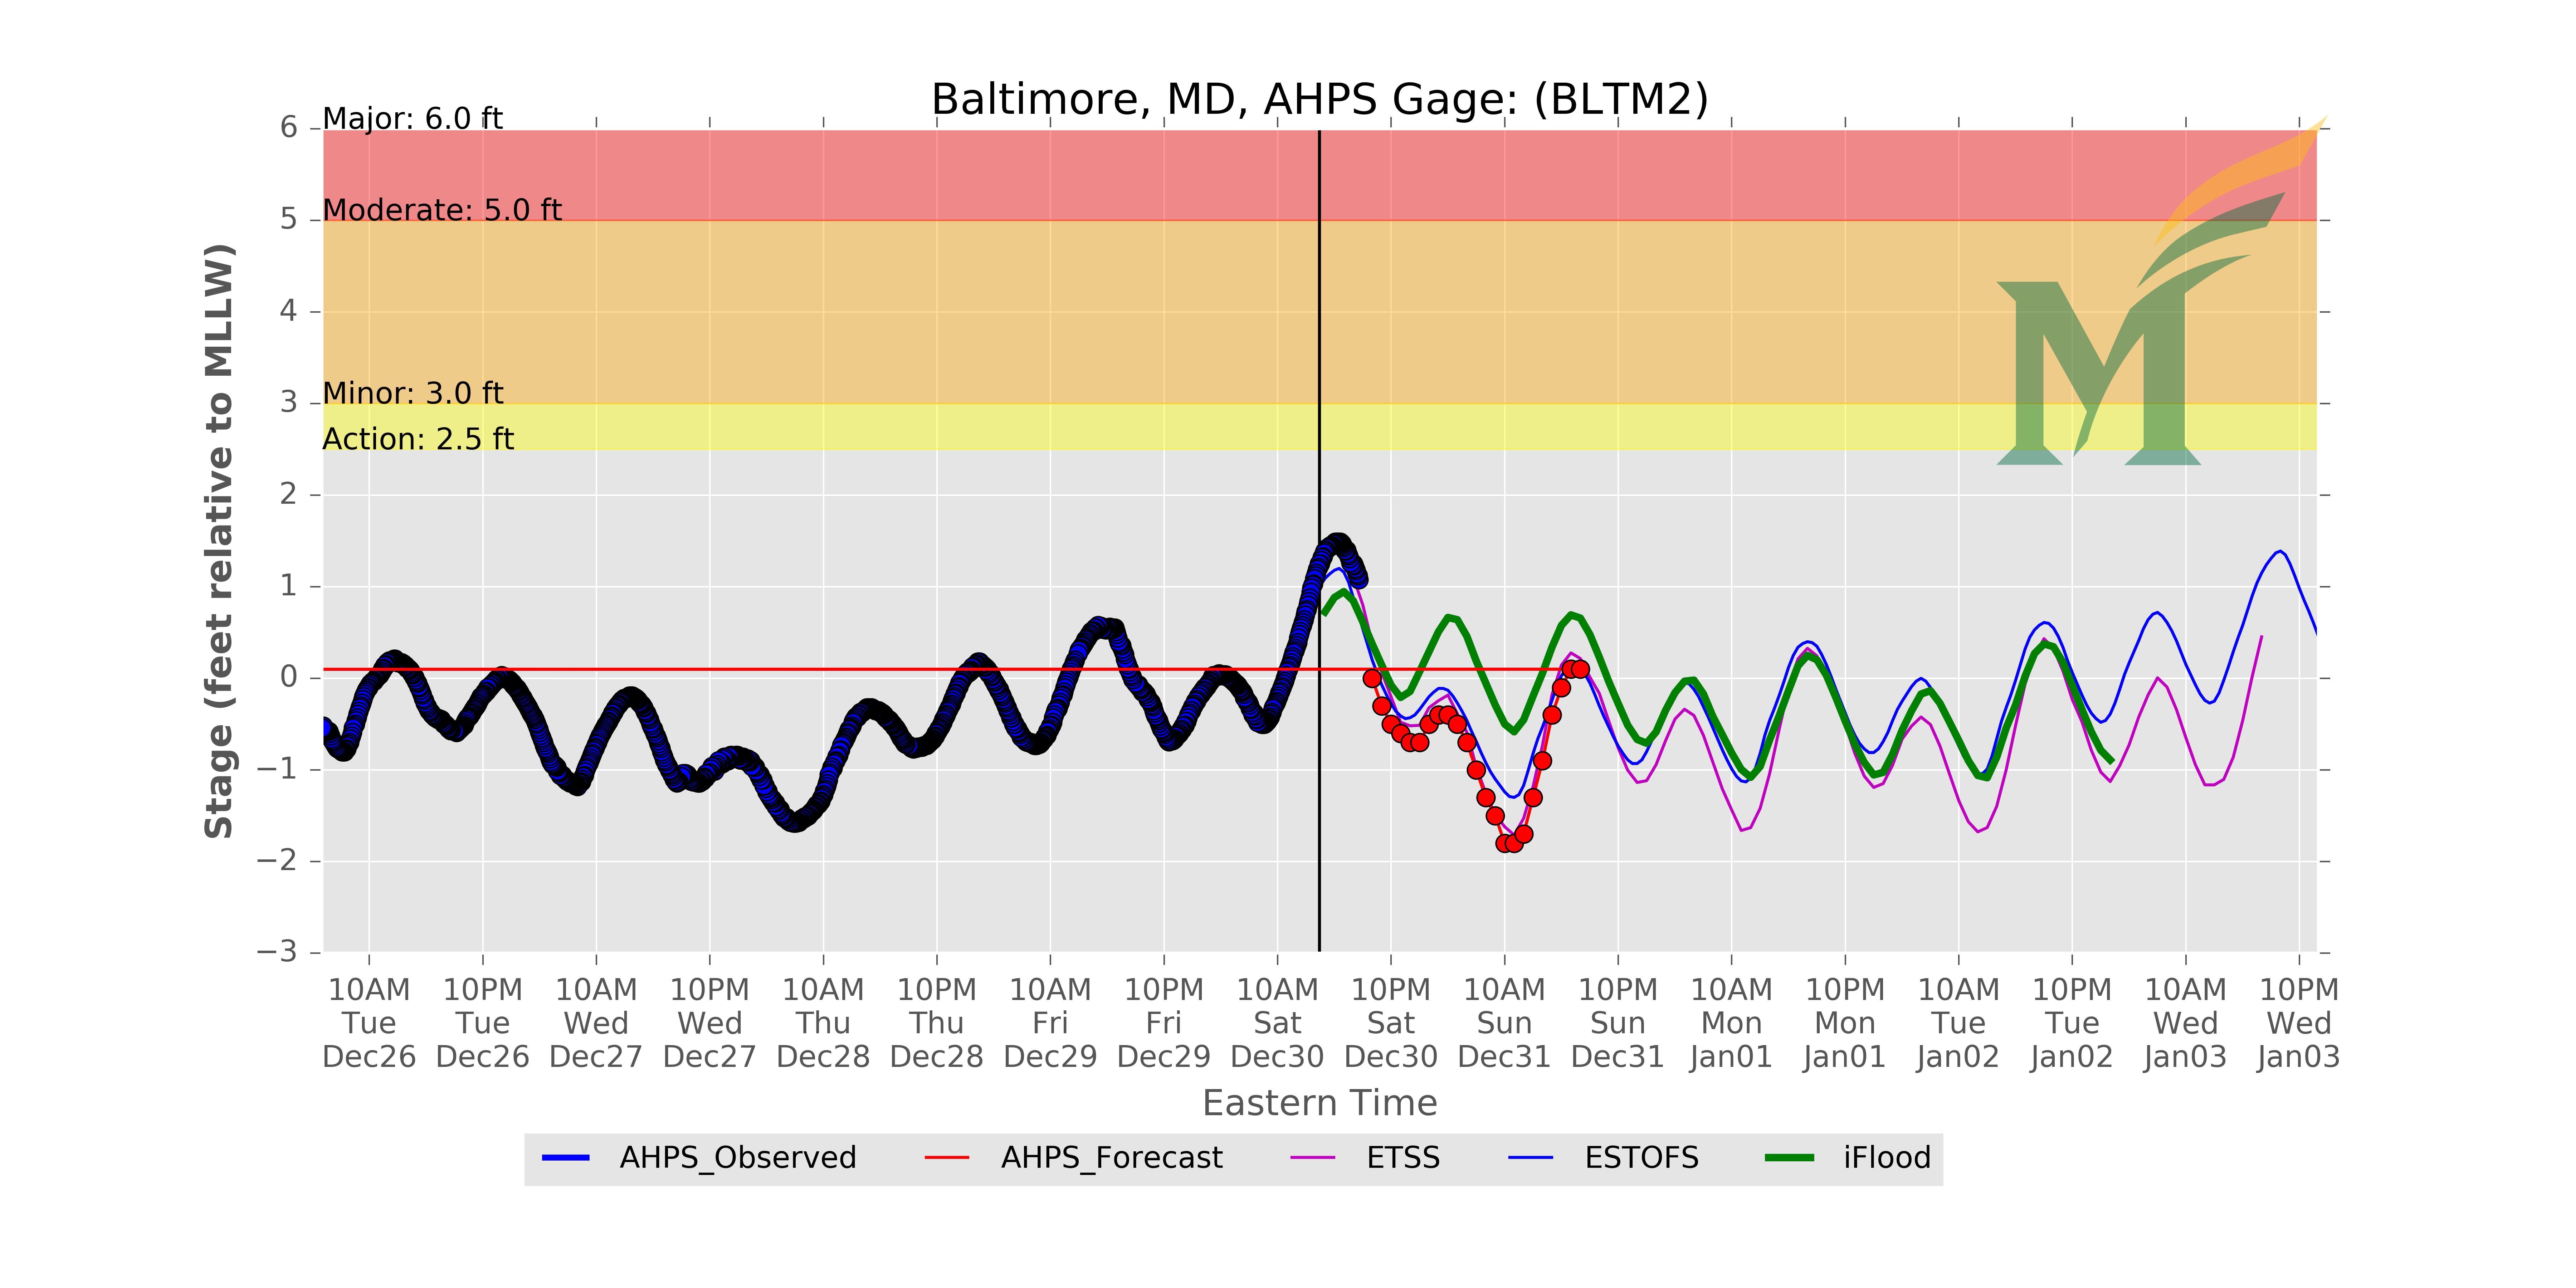 Baltimore, MD, AHPS Gage: (BLTM2)
Major: 6.0 ft
Moderate: 5.0 ft
Minor: 3.0 ft
Action: 2.5 ft
6
5
4
3
2
1
0
−1
−2
−3
Stage (feet relative to MLLW)
10AM 10PM 10AM 10PM 10AM 10PM 10AM 10PM 10AM 10PM 10AM 10PM 10AM 10PM 10AM 10PM 10AM 10PM
Tue Tue Wed Wed Thu Thu Fri Fri Sat Sat Sun Sun Mon Mon Tue Tue Wed Wed
Dec26 Dec26 Dec27 Dec27 Dec28 Dec28 Dec29 Dec29 Dec30 Dec30 Dec31 Dec31 Jan01 Jan01 Jan02 Jan02 Jan03 Jan03
Eastern Time
AHPS_Observed AHPS_Forecast ETSS ESTOFS iFlood
M